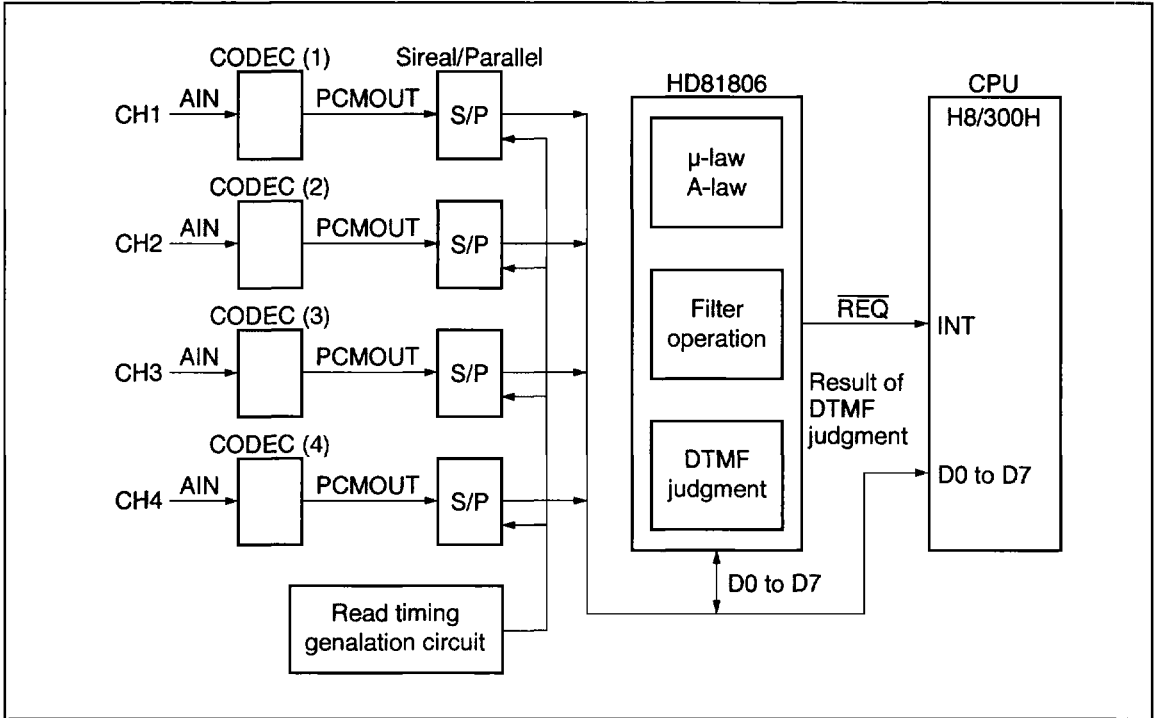 CODEC (1)
Sireal/Parallel
CH1
AIN
PCMOUT
S/P
CODEC (2)
CH2
AIN
PCMOUT
S/P
CODEC (3)
CH3
AIN
PCMOUT
S/P
CODEC (4)
CH4
AIN
PCMOUT
S/P
Read timing
genalation circuit
HD81806
µ-law
A-law
Filter
operation
DTMF
judgment
D0 to D7
REQ
Result of
DTMF
judgment
CPU
H8/300H
INT
D0 to D7